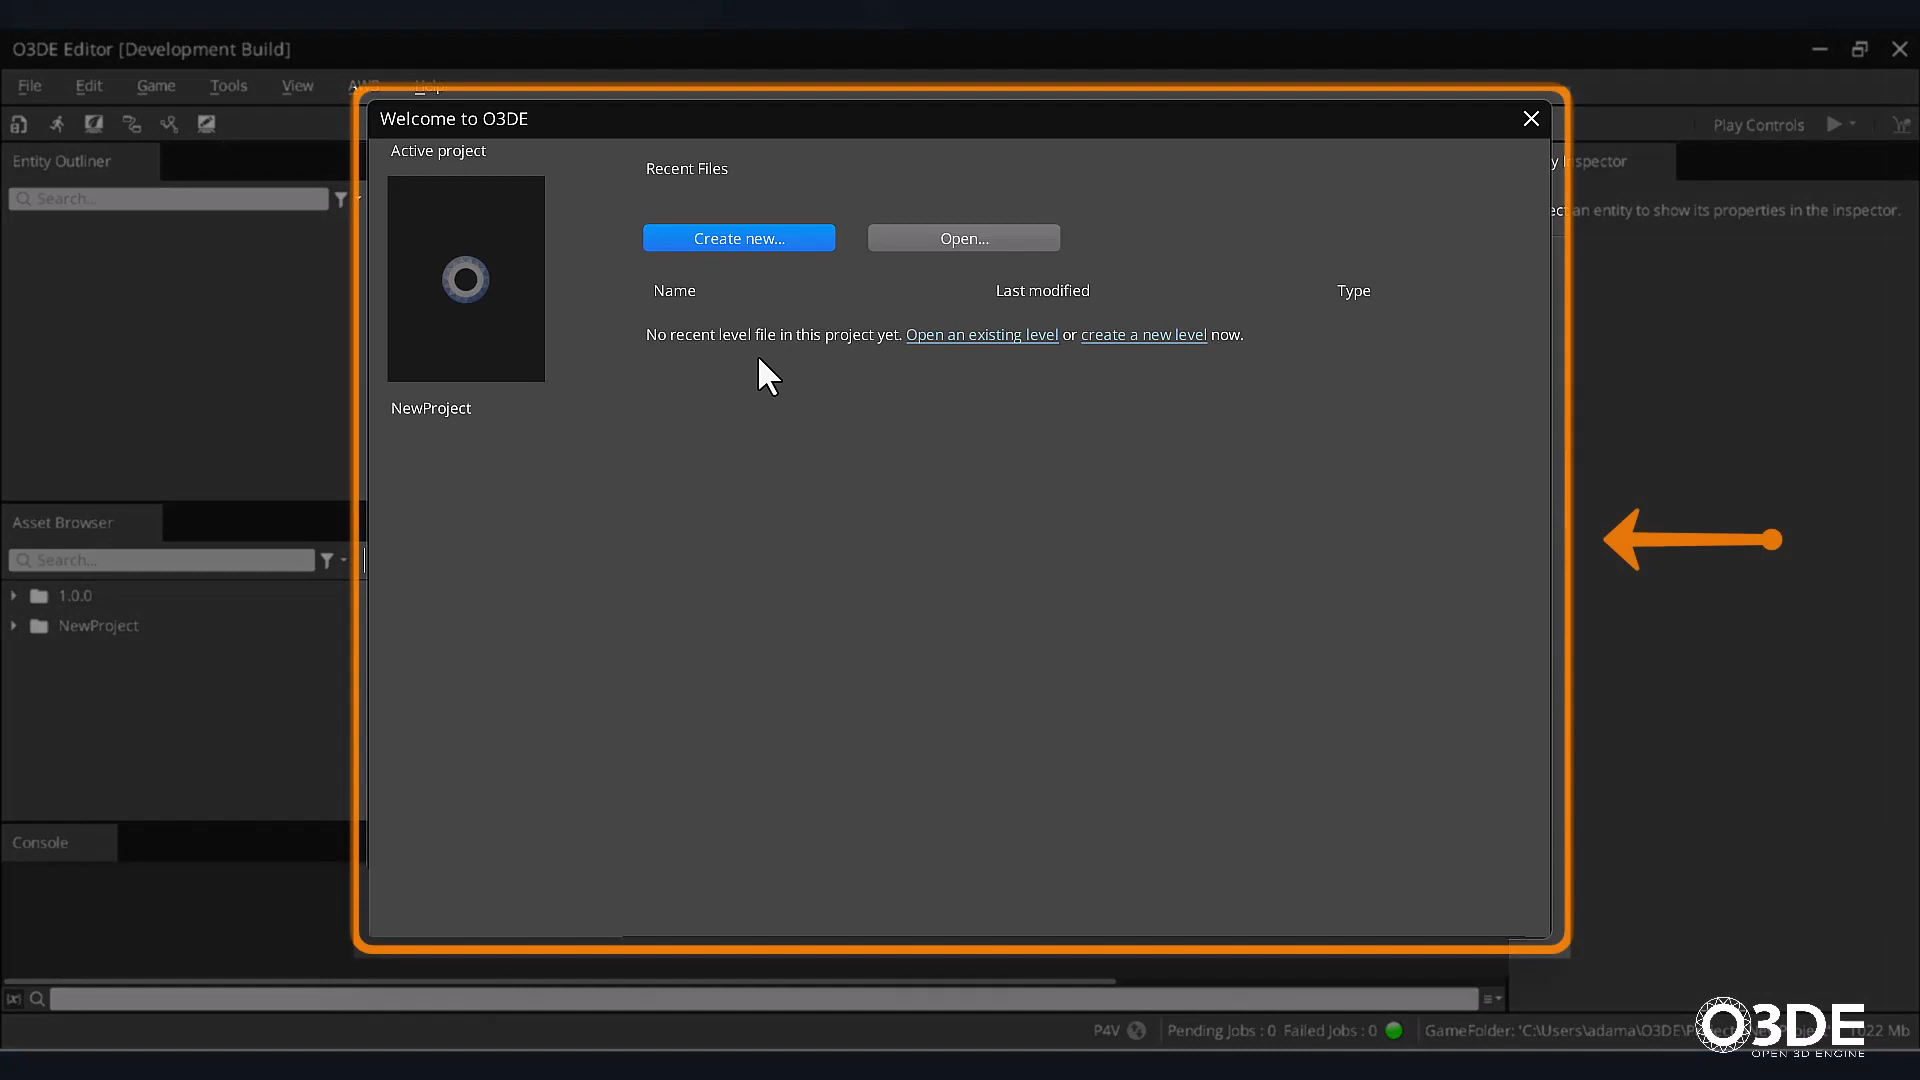 O3DE Editor [Development Build]
File Edit Game Tools View AWS Help
Welcome to O3DE
Play Controls
Entity Outliner
Active project
Recent Files
Inspector
Search...
an entity to show its properties in the inspector.
Create new...
Open...
Name Last modified Type
No recent level file in this project yet. Open an existing level or create a new level now.
NewProject
Asset Browser
Search...
1.0.0
NewProject
Console
P4V
Pending Jobs : 0 Failed Jobs : 0
GameFolder: 'C:\Users\adama\O3DE\
O3DE
OPEN 3D ENGINE